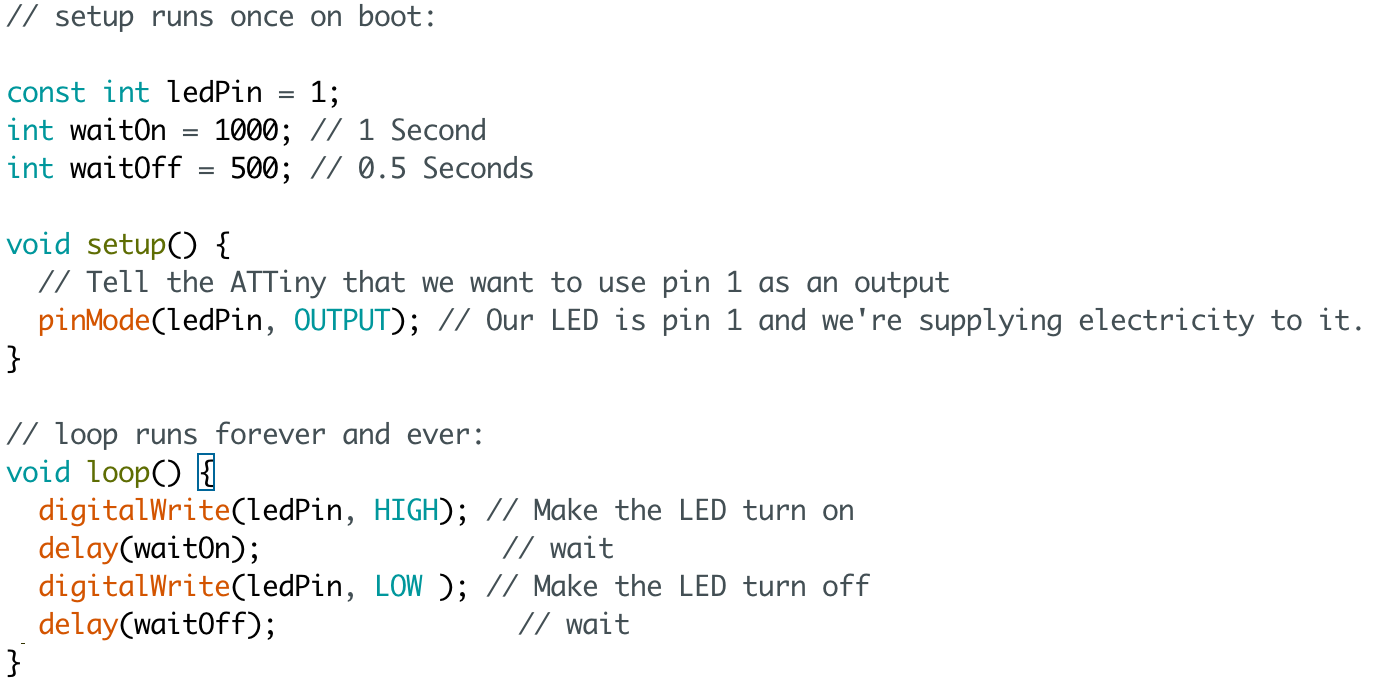 // setup runs once on boot:
const int ledPin = 1;
int waitOn = 1000; // 1 Second
int waitOff = 500; // 0.5 Seconds
void setup() {
  // Tell the ATTiny that we want to use pin 1 as an output
  pinMode(ledPin, OUTPUT); // Our LED is pin 1 and we're supplying electricity to it.
}
// loop runs forever and ever:
void loop() {
  digitalWrite(ledPin, HIGH); // Make the LED turn on
  delay(waitOn);               // wait
  digitalWrite(ledPin, LOW ); // Make the LED turn off
  delay(waitOff);               // wait
}